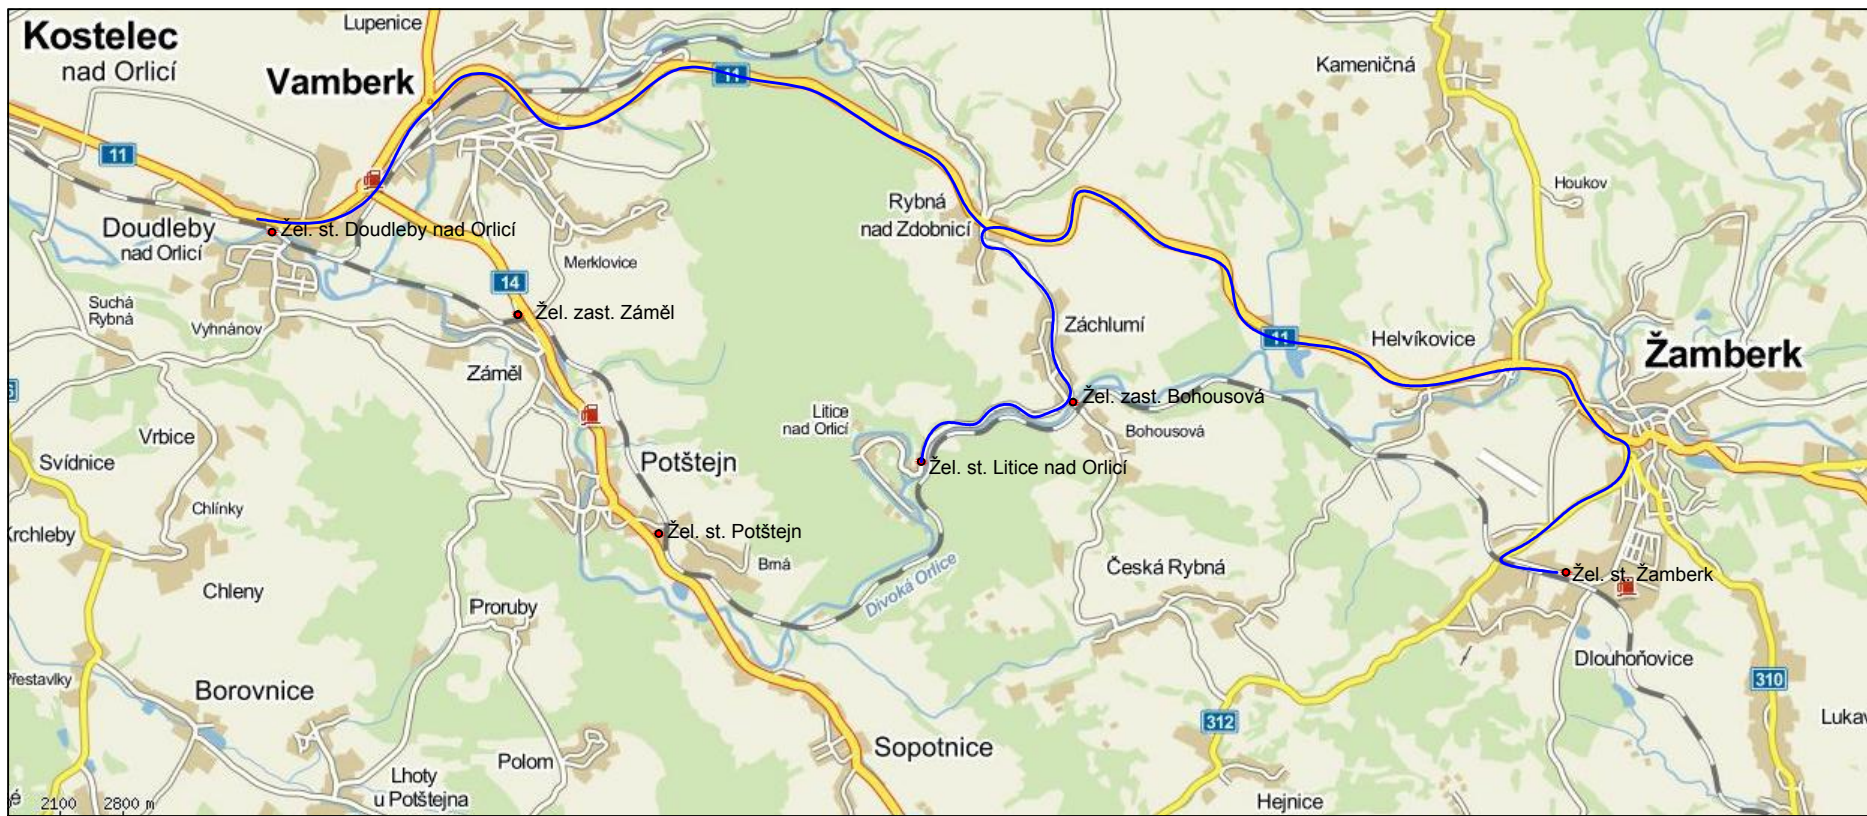 Kostelec
nad Orlicí
Lupenice
Vamberk
11
Kameničná
11
Houkov
Rybná
nad Zdobnicí
Doudleby
nad Orlicí
Žel. st. Doudleby nad Orlicí
Merklovice
14
Suchá
Rybná
Vyhnánov
Žel. zast. Záměl
Záchlumí
11
Helvíkovice
Žamberk
Záměl
Žel. zast. Bohousová
Litice
nad Orlicí
Bohousová
Vrbice
Svídnice
Potštejn
Žel. st. Litice nad Orlicí
Chlínky
Krchleby
Žel. st. Potštejn
Brná
Česká Rybná
Žel. st. Žamberk
Chleny
Divoká Orlice
Proruby
Dlouhoňovice
Přestavlky
Borovnice
310
312
Lukav
Sopotnice
Polom
Lhoty
u Potštejna
Hejnice
2100 2800 m